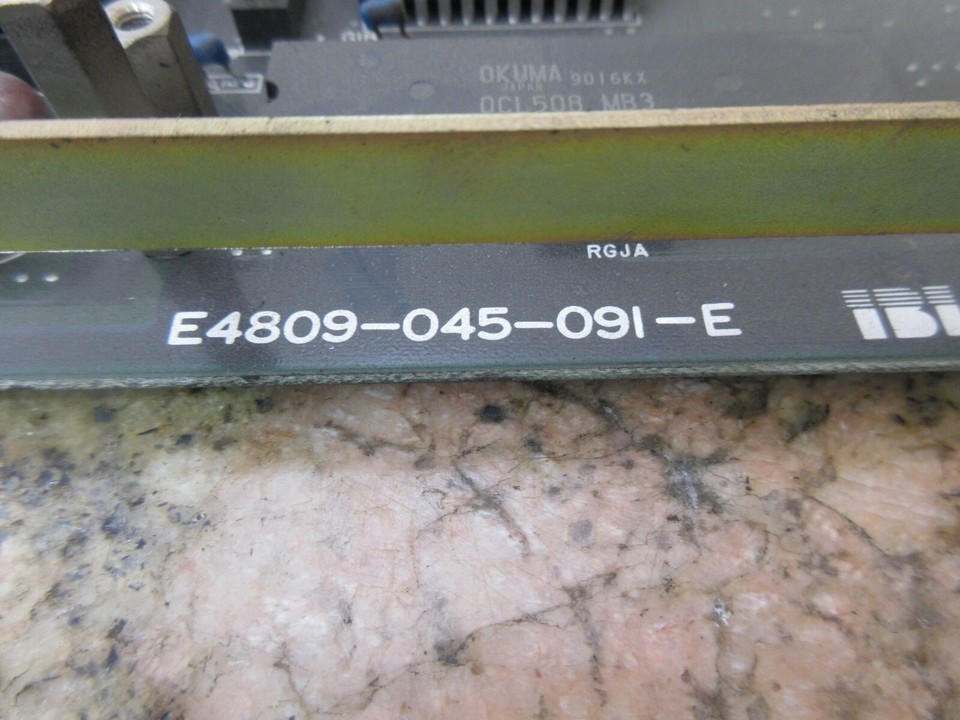 OKUMA 9016KX
JAPAN
OCL508 MB3
RGJA
E4809-045-091-E